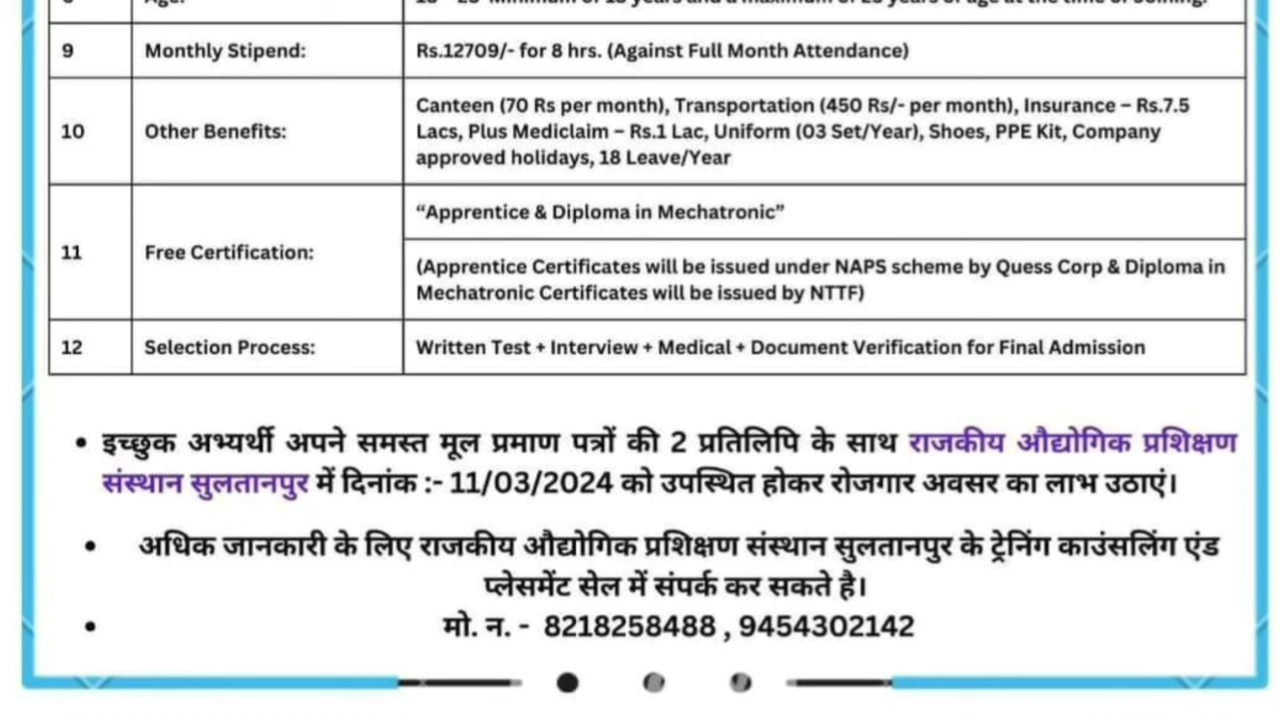 Age:
9 Monthly Stipend: Rs.12709/- for 8 hrs. (Against Full Month Attendance)
10 Other Benefits: Canteen (70 Rs per month), Transportation (450 Rs/- per month), Insurance – Rs.7.5
Lacs, Plus Mediclaim – Rs.1 Lac, Uniform (03 Set/Year), Shoes, PPE Kit, Company
approved holidays, 18 Leave/Year
11 Free Certification: “Apprentice & Diploma in Mechatronic”
(Apprentice Certificates will be issued under NAPS scheme by Quess Corp & Diploma in
Mechatronic Certificates will be issued by NTTF)
12 Selection Process: Written Test + Interview + Medical + Document Verification for Final Admission
• इच्छुक अभ्यर्थी अपने समस्त मूल प्रमाण पत्रों की 2 प्रतिलिपि के साथ राजकीय औद्योगिक प्रशिक्षण
संस्थान सुलतानपुर में दिनांक :- 11/03/2024 को उपस्थित होकर रोजगार अवसर का लाभ उठाएं।
• अधिक जानकारी के लिए राजकीय औद्योगिक प्रशिक्षण संस्थान सुलतानपुर के ट्रेनिंग काउंसलिंग एंड
प्लेसमेंट सेल में संपर्क कर सकते है।
• मो. न. - 8218258488 , 9454302142